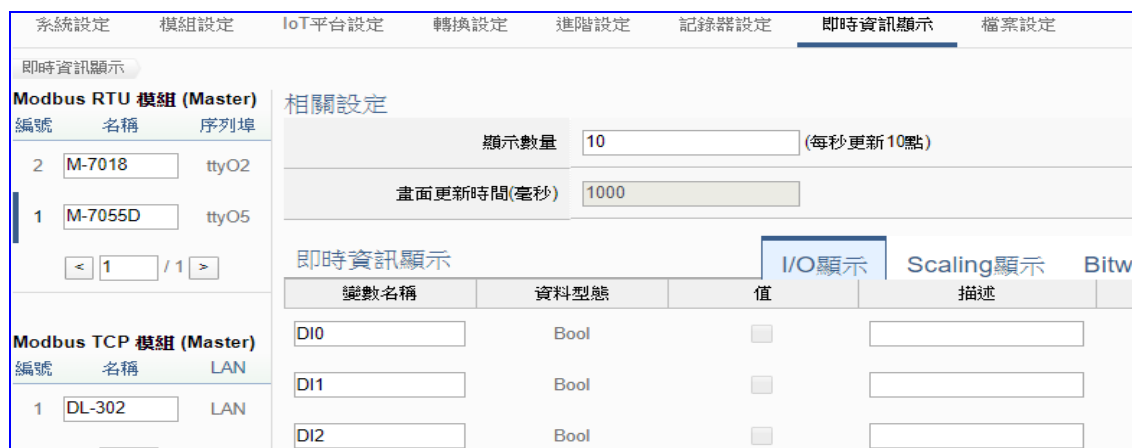 系統設定 模組設定 IoT平台設定 轉換設定 進階設定 記錄器設定 即時資訊顯示 檔案設定
即時資訊顯示
Modbus RTU 模組 (Master)
編號 名稱 序列埠
2 M-7018 ttyO2
1 M-7055D ttyO5
< 1 / 1 >
Modbus TCP 模組 (Master)
編號 名稱 LAN
1 DL-302 LAN
相關設定
顯示數量 10 (每秒更新10點)
畫面更新時間(毫秒) 1000
即時資訊顯示 I/O顯示 Scaling顯示 Bitw
變數名稱 資料型態 值 描述
DI0 Bool
DI1 Bool
DI2 Bool